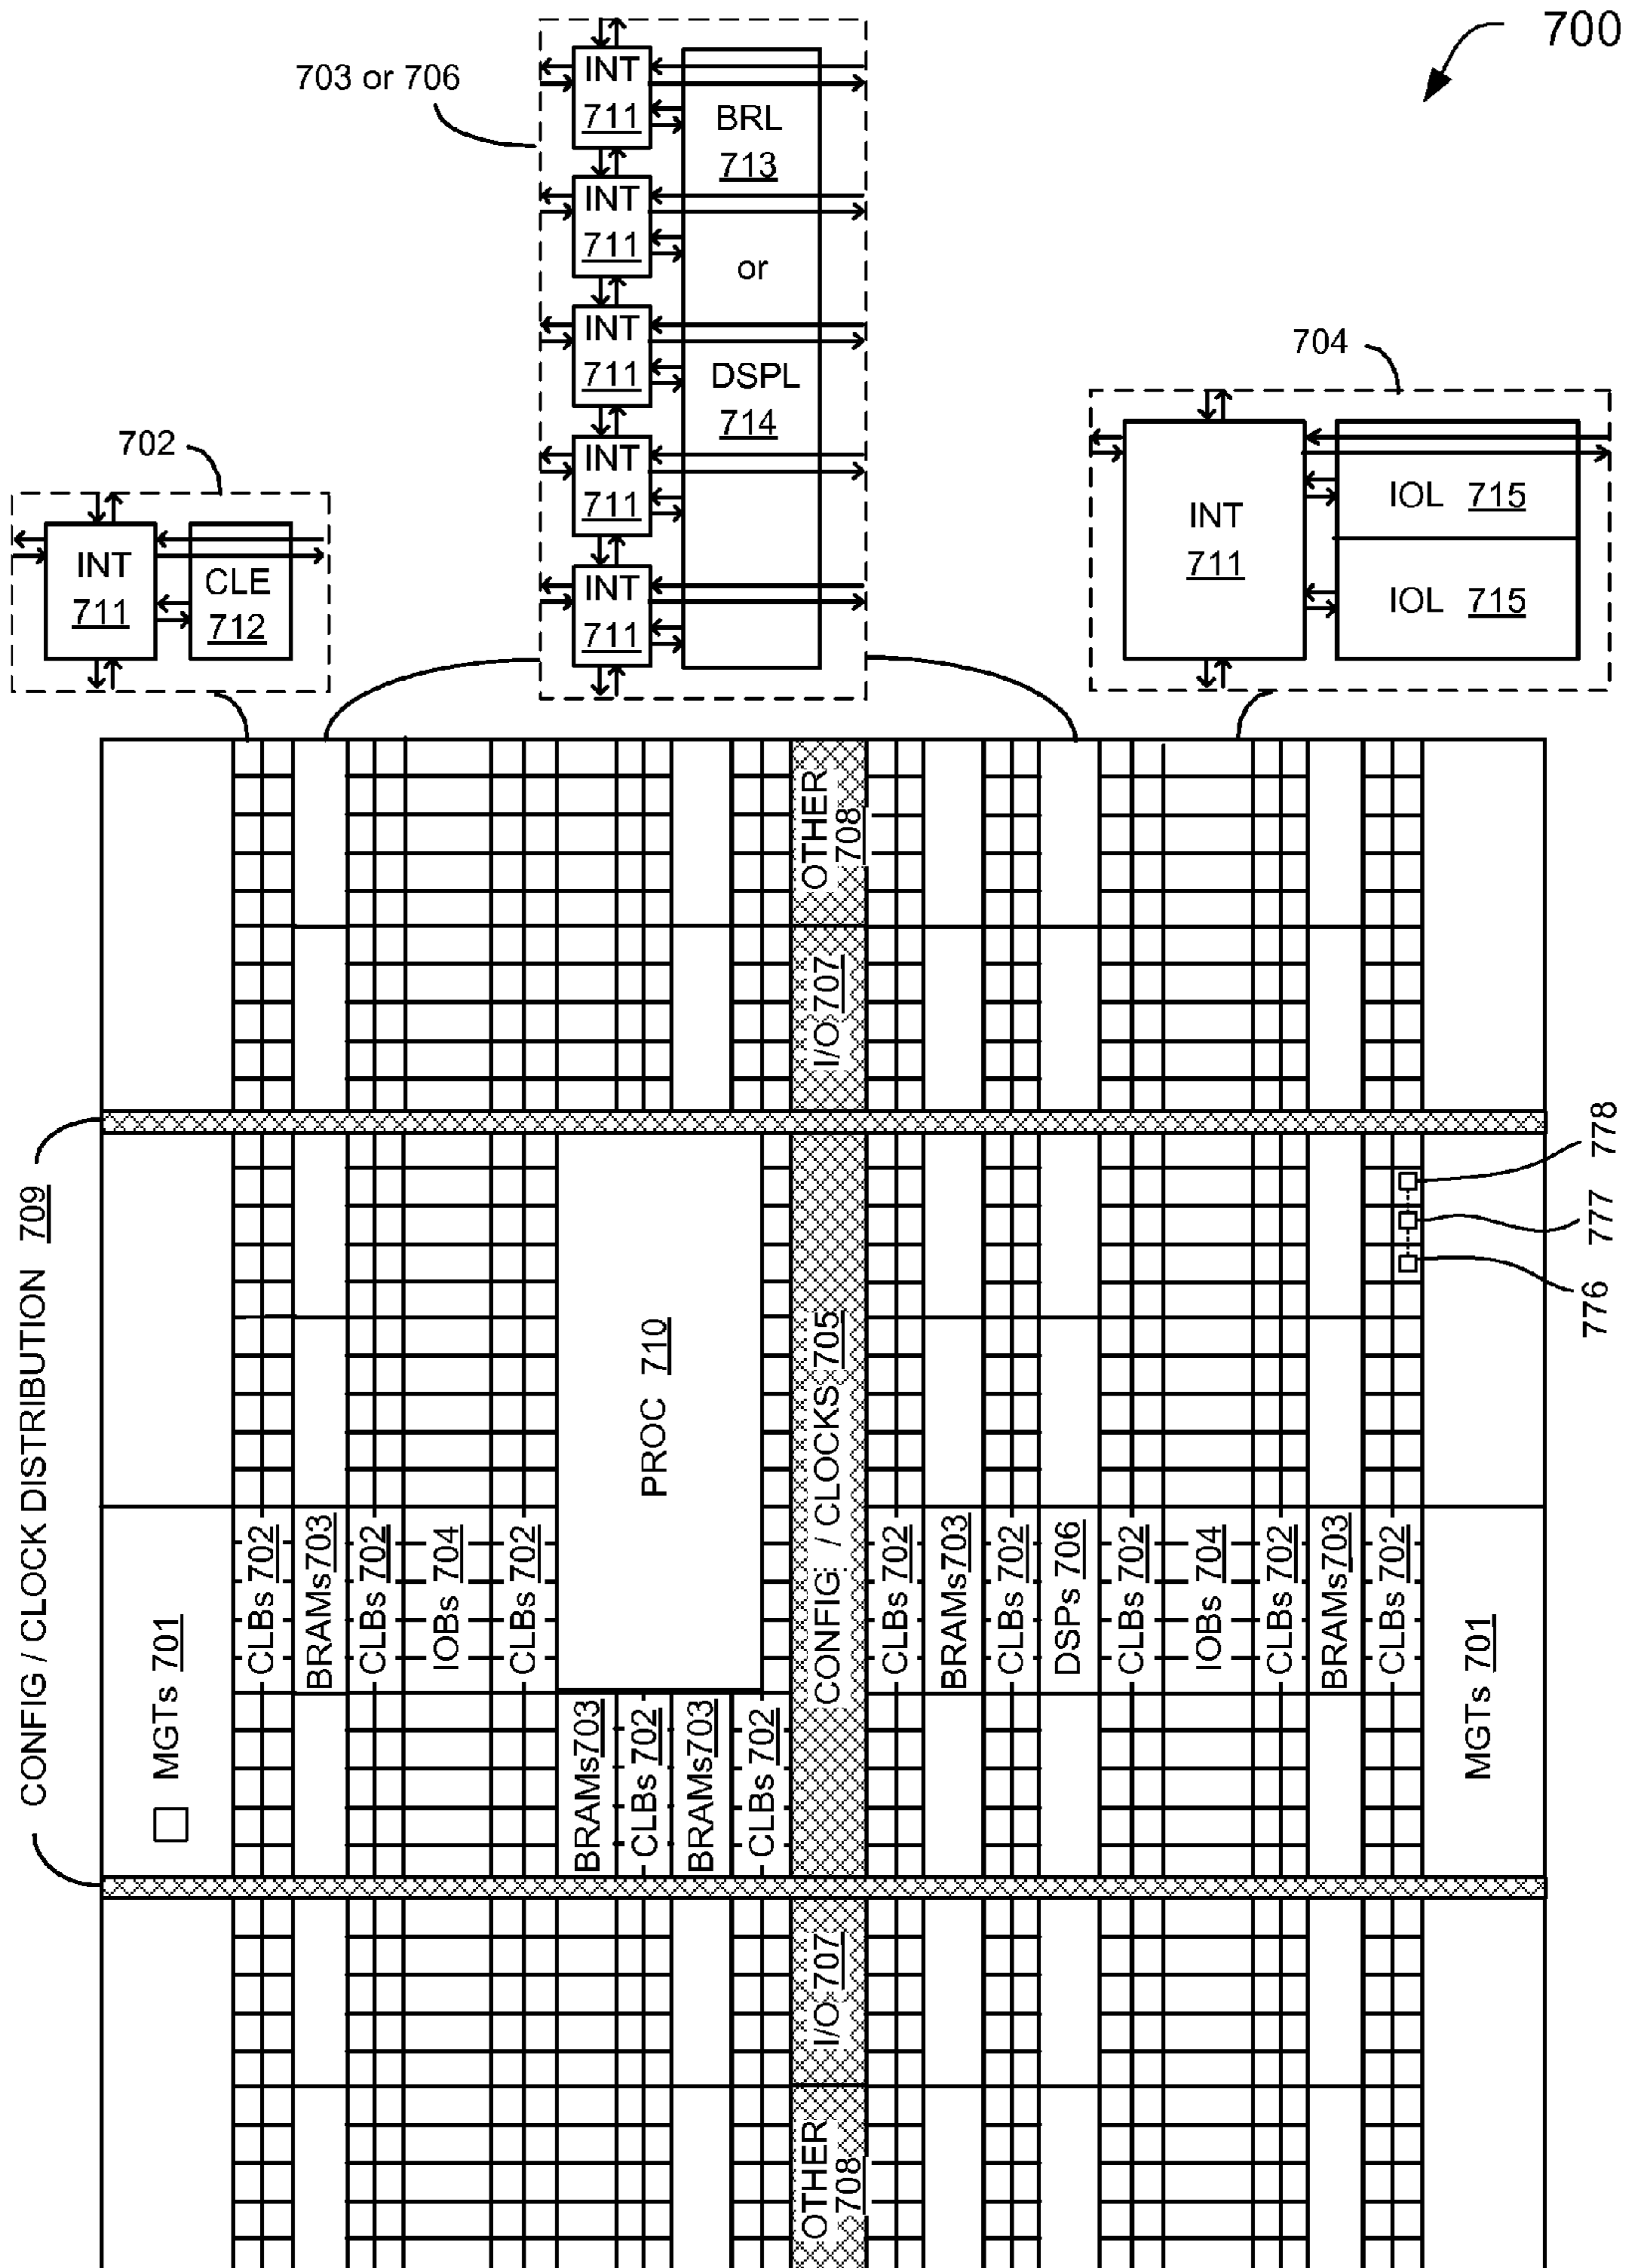 700
703 or 706
INT
711
INT
711
INT
711
INT
711
INT
711
BRL
713
or
DSPL
714
704
INT
711
IOL 715
IOL 715
702
INT
711
CLE
712
OTHER
708
I/O 707
CONFIG / CLOCK DISTRIBUTION 709
778
777
776
PROC 710
CONFIG / CLOCKS 705
MGTs 701
CLBs 702
BRAMs 703
CLBs 702
IOBs 704
CLBs 702
BRAMs 703
CLBs 702
BRAMs 703
CLBs 702
CLBs 702
BRAMs 703
CLBs 702
DSPs 706
CLBs 702
IOBs 704
CLBs 702
BRAMs 703
CLBs 702
MGTs 701
I/O 707
OTHER
708